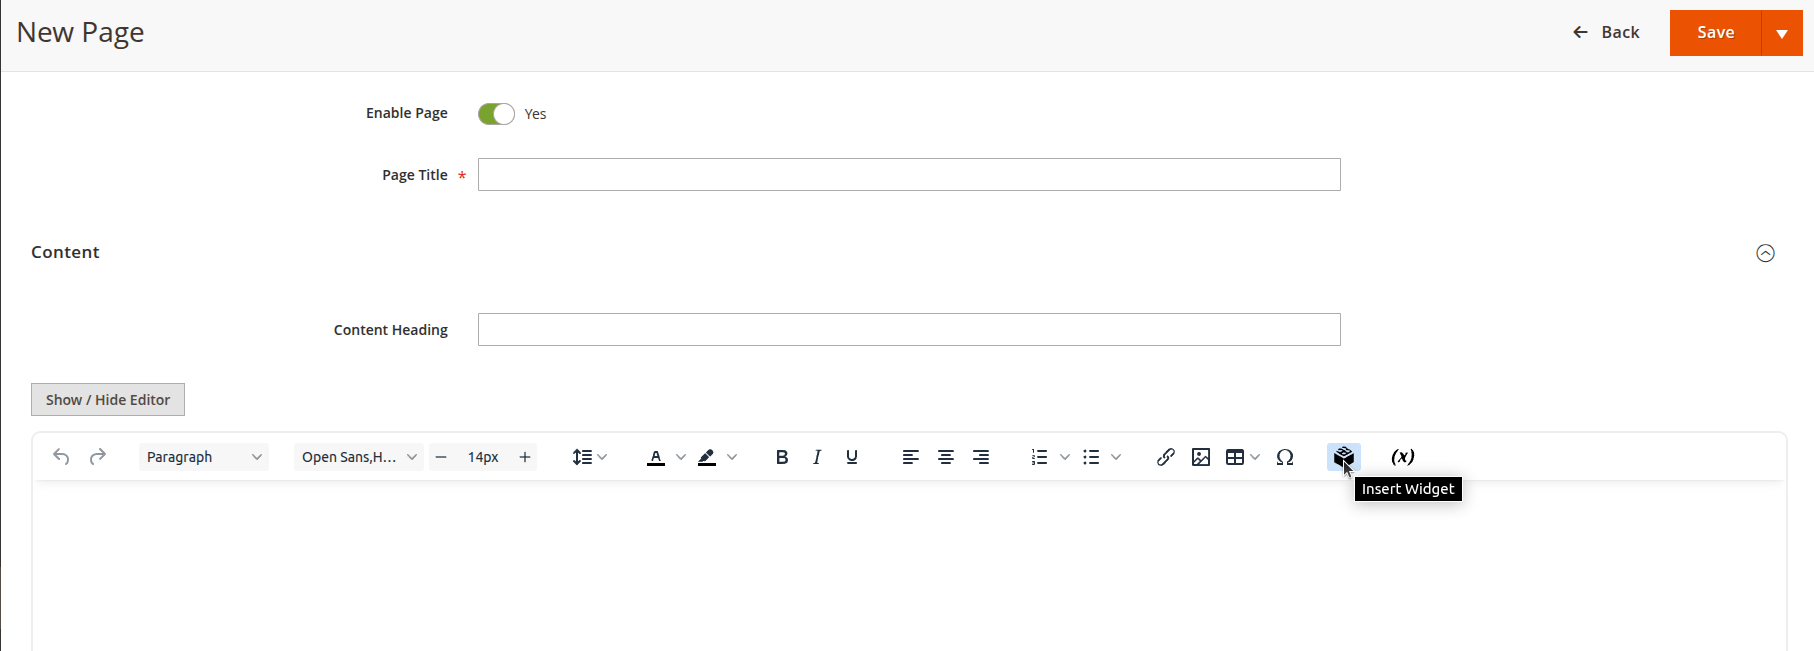 New Page
Back
Save
Enable Page
Yes
Page Title *
Content
Content Heading
Show / Hide Editor
Paragraph Open Sans,H... − 14px + A B I U Ω (x)
Insert Widget